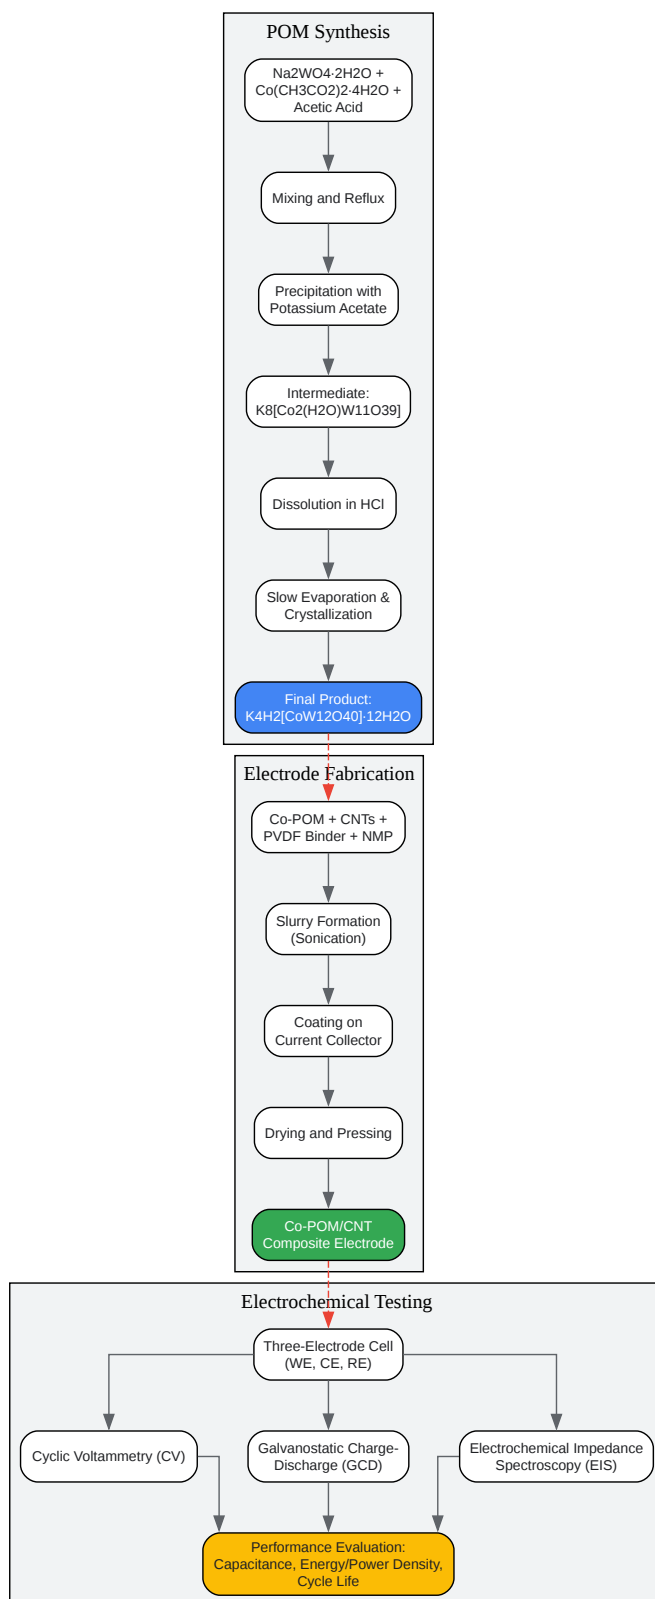 POM Synthesis
Na2WO4·2H2O +
Co(CH3CO2)2·4H2O +
Acetic Acid
Mixing and Reflux
Precipitation with
Potassium Acetate
Intermediate:
K8[Co2(H2O)W11O39]
Dissolution in HCl
Slow Evaporation &
Crystallization
Final Product:
K4H2[CoW12O40]·12H2O
Electrode Fabrication
Co-POM + CNTs +
PVDF Binder + NMP
Slurry Formation
(Sonication)
Coating on
Current Collector
Drying and Pressing
Co-POM/CNT
Composite Electrode
Electrochemical Testing
Three-Electrode Cell
(WE, CE, RE)
Cyclic Voltammetry (CV)
Galvanostatic Charge-
Discharge (GCD)
Electrochemical Impedance
Spectroscopy (EIS)
Performance Evaluation:
Capacitance, Energy/Power Density,
Cycle Life